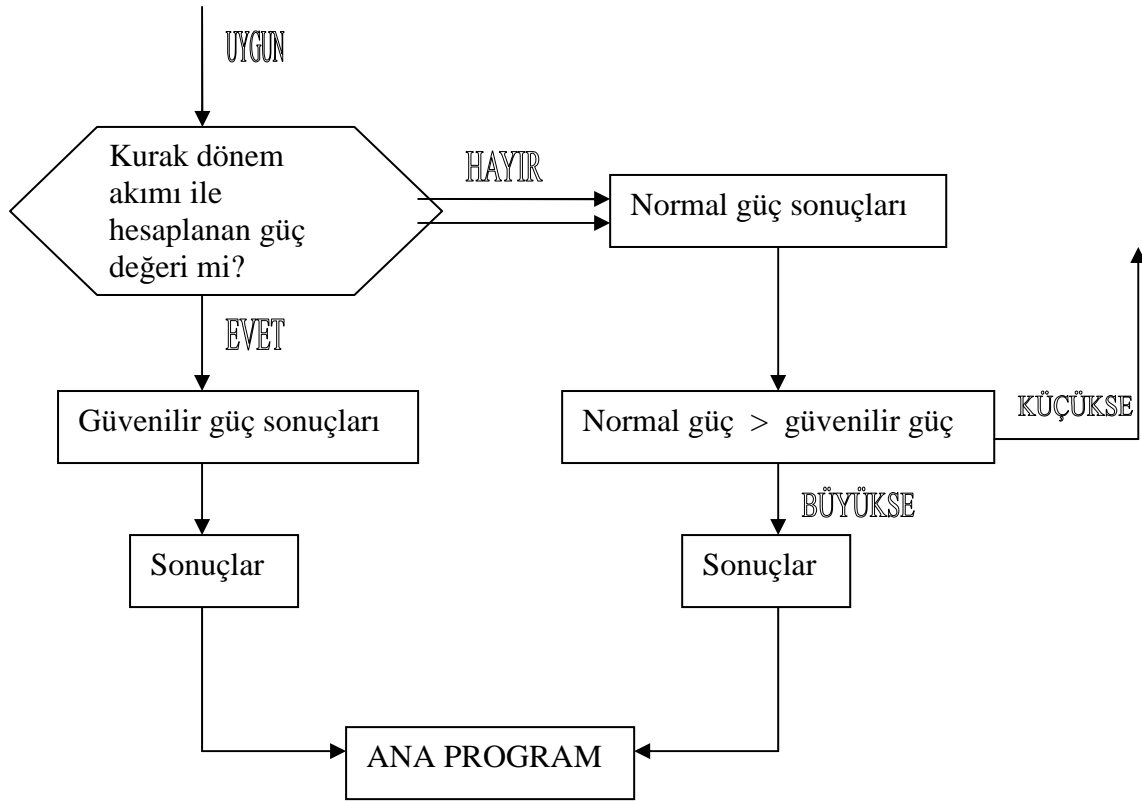 UYGUN
Kurak dönem
akımı ile
hesaplanan güç
değeri mi?
HAYIR
Normal güç sonuçları
EVET
Güvenilir güç sonuçları
Normal güç > güvenilir güç
KÜÇÜKSE
BÜYÜKSE
Sonuçlar
Sonuçlar
ANA PROGRAM